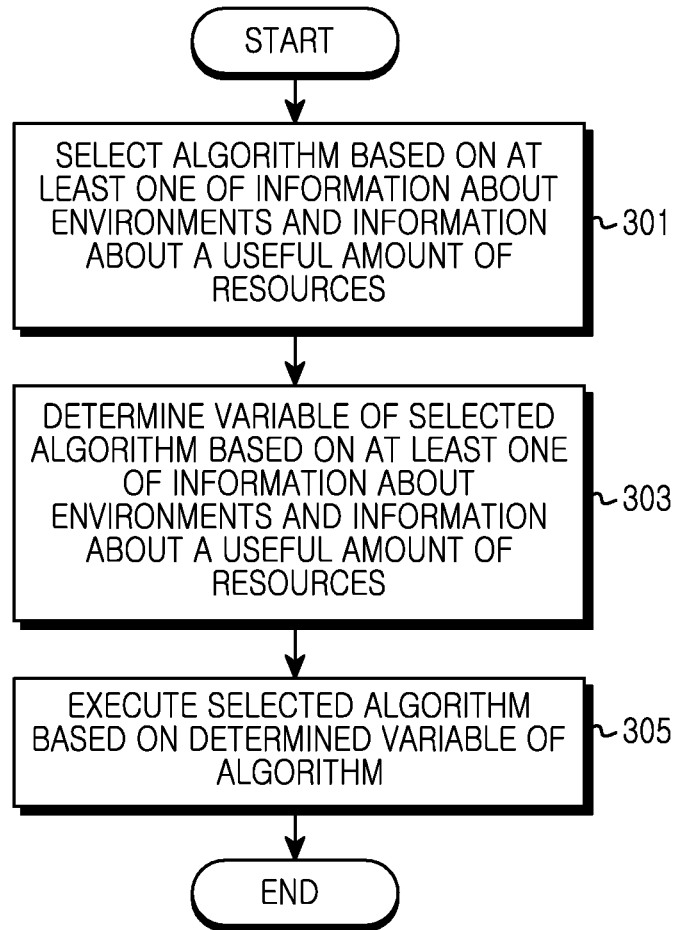 START
SELECT ALGORITHM BASED ON AT
LEAST ONE OF INFORMATION ABOUT
ENVIRONMENTS AND INFORMATION
ABOUT A USEFUL AMOUNT OF
RESOURCES
301
DETERMINE VARIABLE OF SELECTED
ALGORITHM BASED ON AT LEAST ONE
OF INFORMATION ABOUT
ENVIRONMENTS AND INFORMATION
ABOUT A USEFUL AMOUNT OF
RESOURCES
303
EXECUTE SELECTED ALGORITHM
BASED ON DETERMINED VARIABLE OF
ALGORITHM
305
END